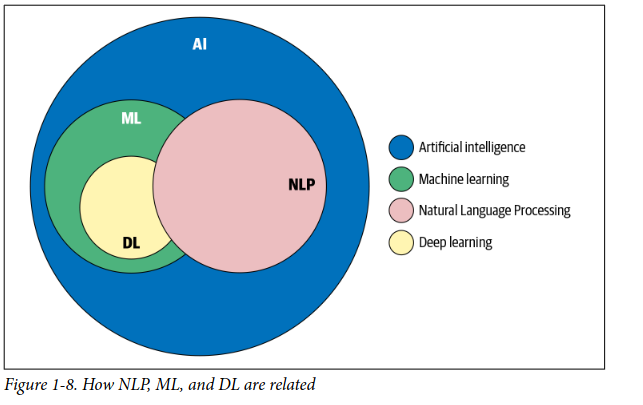 AI
ML
NLP
DL
Artificial intelligence
Machine learning
Natural Language Processing
Deep learning
Figure 1-8. How NLP, ML, and DL are related